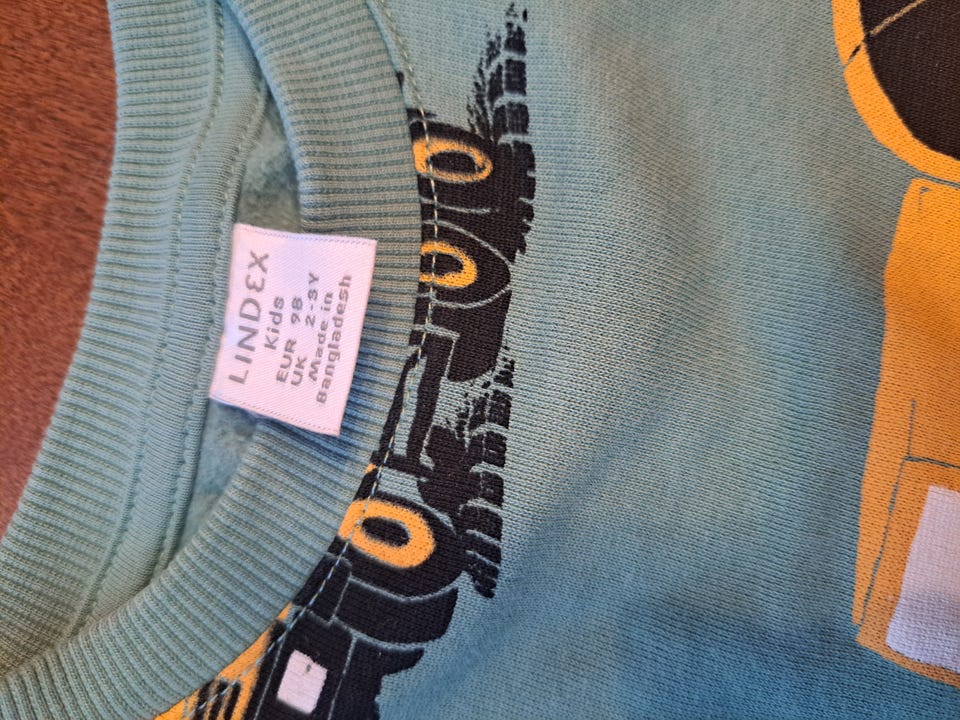 LINDEX
Kids
EUR 98
UK 2-3Y
Made in
Bangladesh